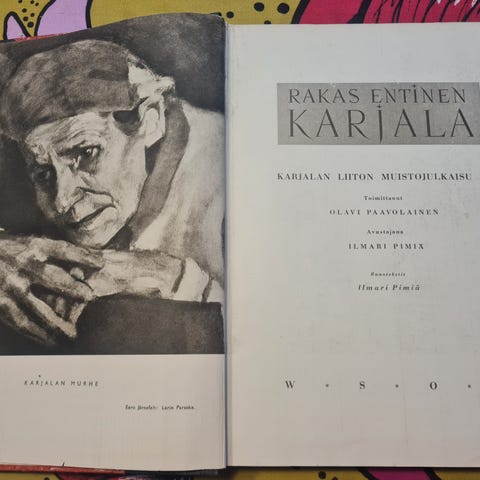 KARJALAN MURHE
Eero Järnefelt: Larin Paraske.
RAKAS ENTINEN
KARJALA
KARJALAN LIITON MUISTOJULKAISU
Toimittanut
OLAVI PAAVOLAINEN
Avustajana
ILMARI PIMIÄ
Runotekstit
Ilmari Pimiä
W • S • O •